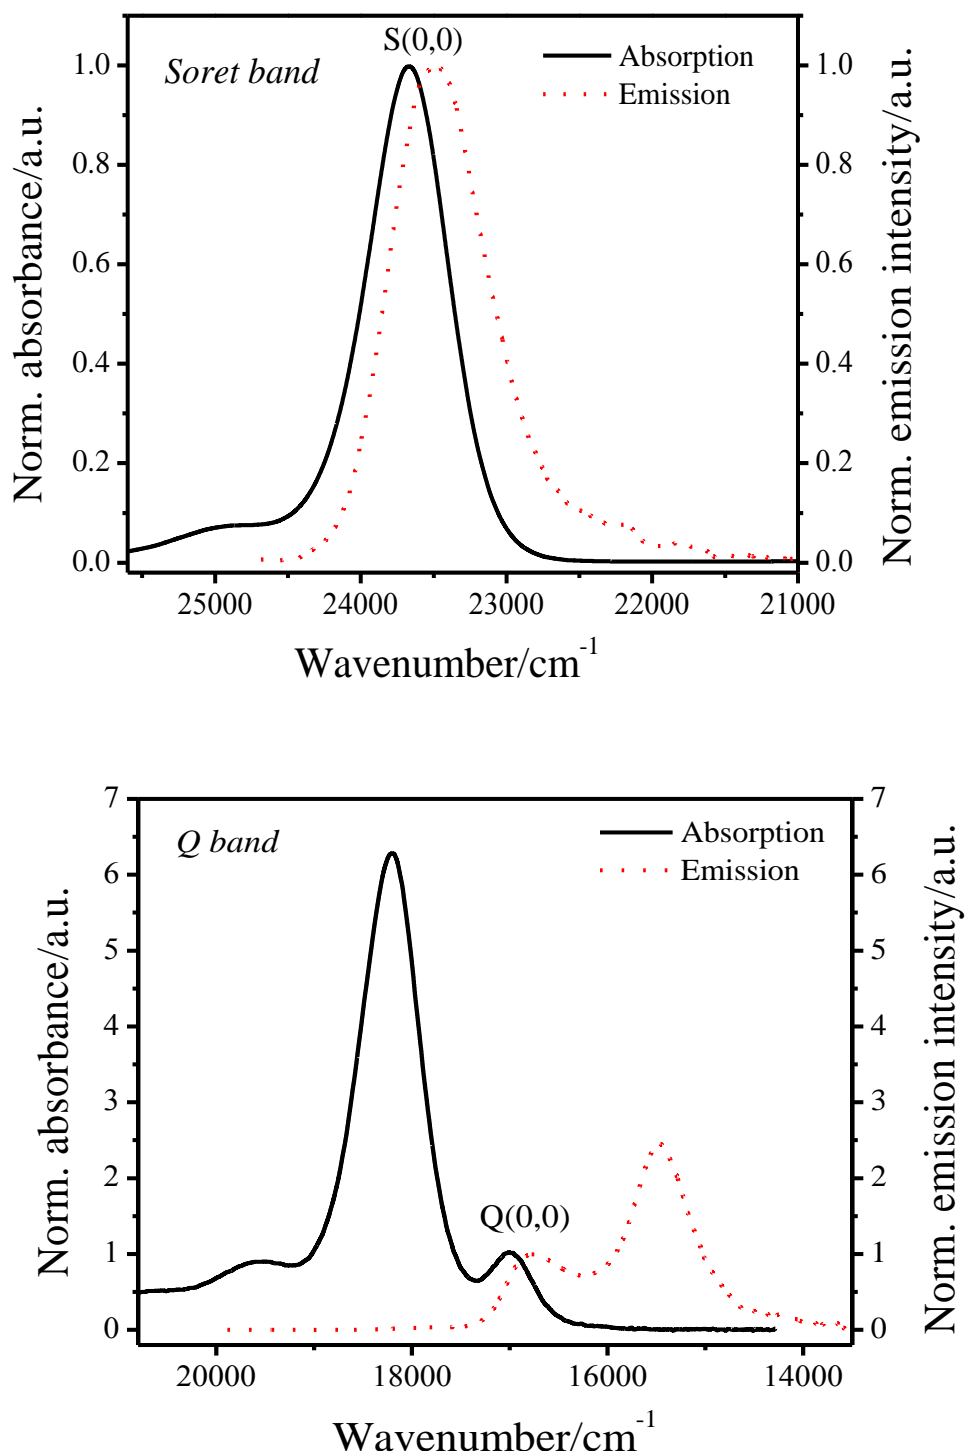 S(0,0)
Soret band
Absorption
Emission
1.0
0.8
0.6
0.4
0.2
0.0
1.0
0.8
0.6
0.4
0.2
0.0
Norm. absorbance/a.u.
Norm. emission intensity/a.u.
25000 24000 23000 22000 21000
Wavenumber/cm⁻¹
Q band
Absorption
Emission
Q(0,0)
7
6
5
4
3
2
1
0
7
6
5
4
3
2
1
0
Norm. absorbance/a.u.
Norm. emission intensity/a.u.
20000 18000 16000 14000
Wavenumber/cm⁻¹